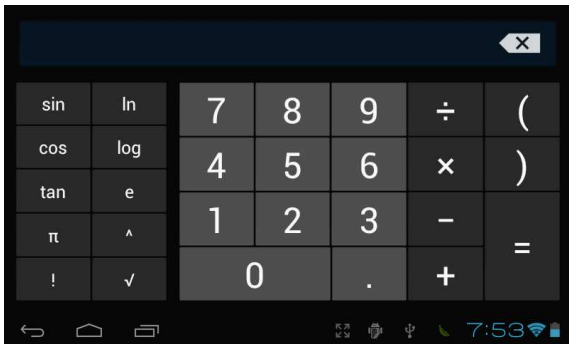 sin ln 7 8 9 ÷ (
cos log 4 5 6 × )
tan e
π ^ 1 2 3 − =
! √ 0 . +
7:53